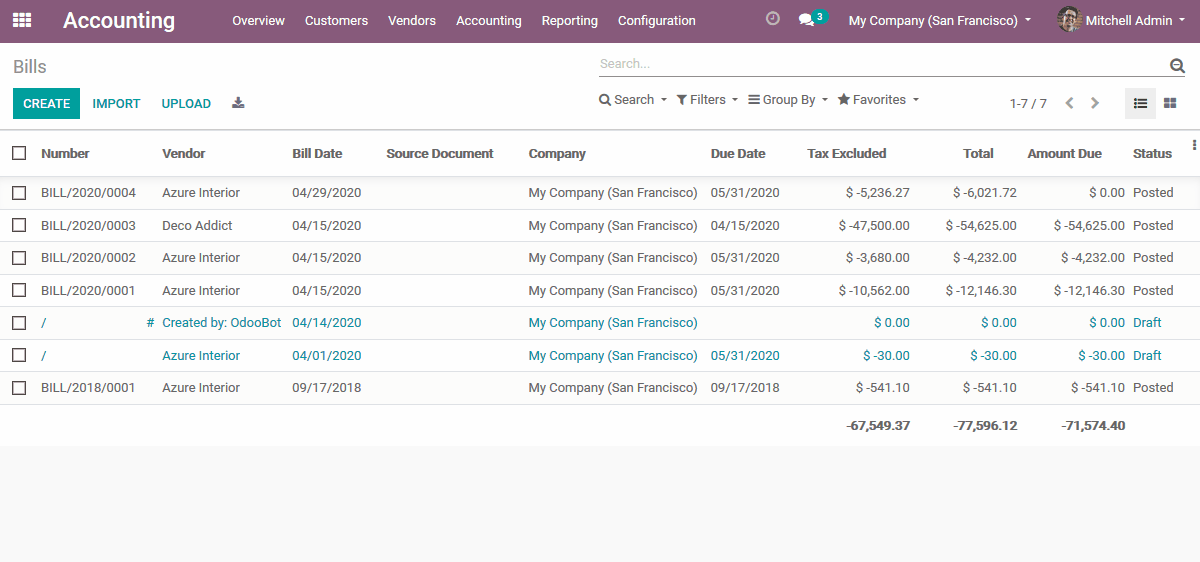 Accounting Overview Customers Vendors Accounting Reporting Configuration 3 My Company (San Francisco) Mitchell Admin
Bills
Search...
CREATE IMPORT UPLOAD
Search Filters Group By Favorites 1-7 / 7
Number Vendor Bill Date Source Document Company Due Date Tax Excluded Total Amount Due Status
BILL/2020/0004 Azure Interior 04/29/2020 My Company (San Francisco) 05/31/2020 $ -5,236.27 $ -6,021.72 $ 0.00 Posted
BILL/2020/0003 Deco Addict 04/15/2020 My Company (San Francisco) 04/15/2020 $ -47,500.00 $ -54,625.00 $ -54,625.00 Posted
BILL/2020/0002 Azure Interior 04/15/2020 My Company (San Francisco) 05/31/2020 $ -3,680.00 $ -4,232.00 $ -4,232.00 Posted
BILL/2020/0001 Azure Interior 04/15/2020 My Company (San Francisco) 05/31/2020 $ -10,562.00 $ -12,146.30 $ -12,146.30 Posted
/ # Created by: OdooBot 04/14/2020 My Company (San Francisco) $ 0.00 $ 0.00 $ 0.00 Draft
/ Azure Interior 04/01/2020 My Company (San Francisco) 05/31/2020 $ -30.00 $ -30.00 $ -30.00 Draft
BILL/2018/0001 Azure Interior 09/17/2018 My Company (San Francisco) 09/17/2018 $ -541.10 $ -541.10 $ -541.10 Posted
-67,549.37 -77,596.12 -71,574.40